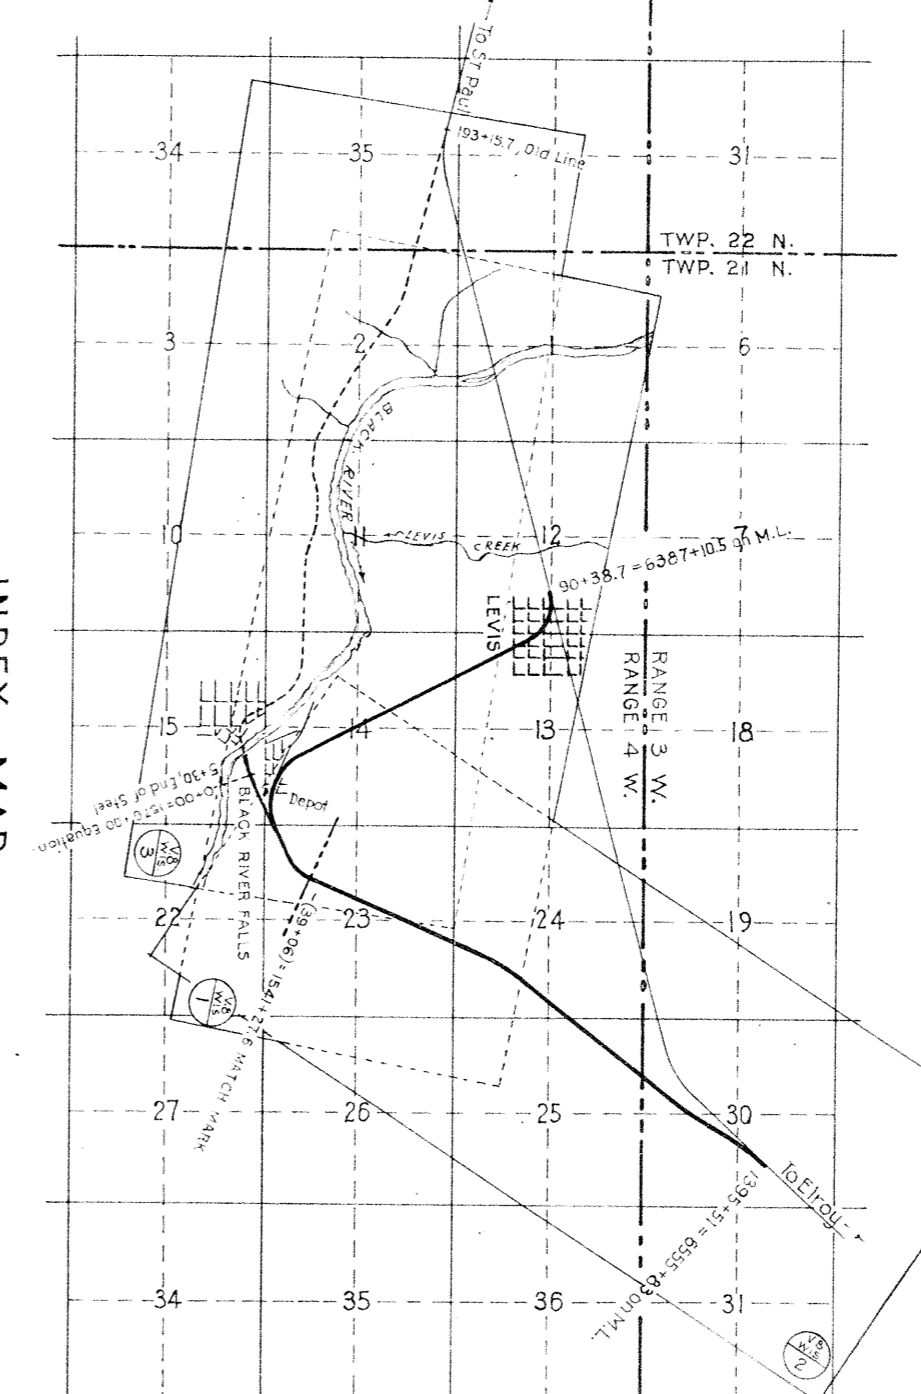 To St Paul
193+15.7, Old Line
34
35
31
TWP. 22 N.
TWP. 21 N.
3
2
6
BLACK RIVER
10
11
12
7
LEVIS CREEK
90+38.7=6387+10.5 on M.L.
LEVIS
RANGE 3 W.
RANGE 4 W.
15
14
13
18
Depot
5+30, End of Steel
0+00=1576+00 Equation.
BLACK RIVER FALLS
V.8
Wis
3
22
23
24
19
(39+06)=1541+27.6 MATCH MARK
V.8
Wis
1
27
26
25
30
To Elroy
1395+51=6555+83 on M.L.
34
35
36
31
V8
Wis
2
INDEX MAP